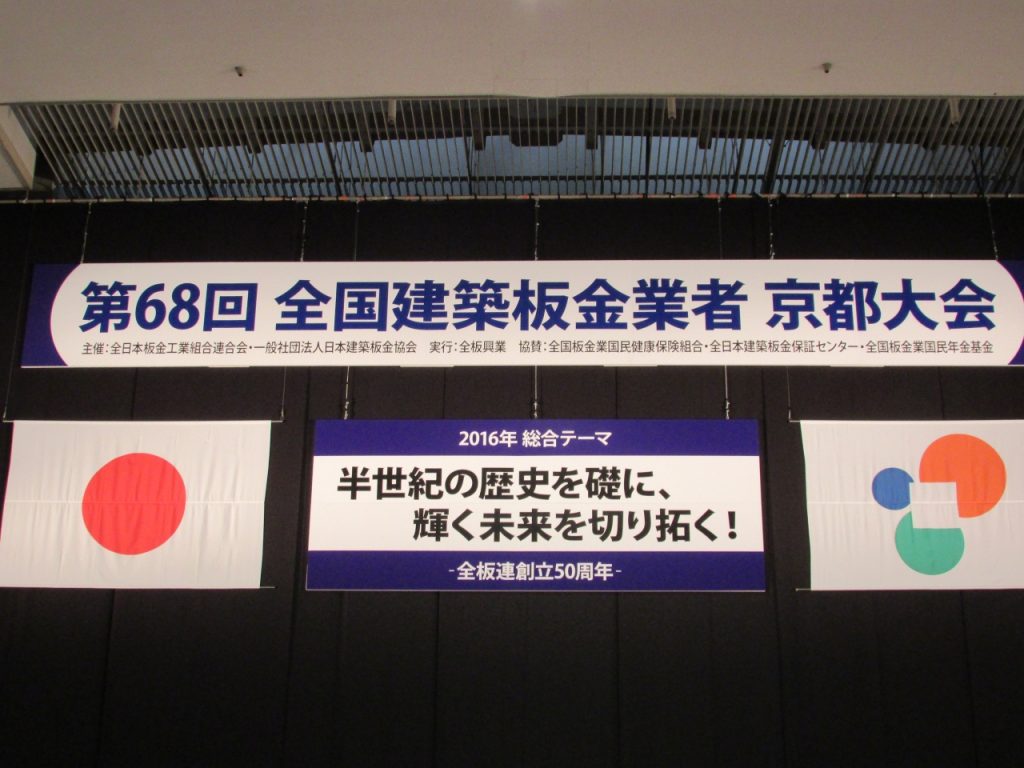 第68回 全国建築板金業者 京都大会
主催:全日本板金工業組合連合会・一般社団法人日本建築板金協会 実行:全板興業 協賛:全国板金業国民健康保険組合・全日本建築板金保証センター・全国板金業国民年金基金
2016年 総合テーマ
半世紀の歴史を礎に、
輝く未来を切り拓く!
-全板連創立50周年-